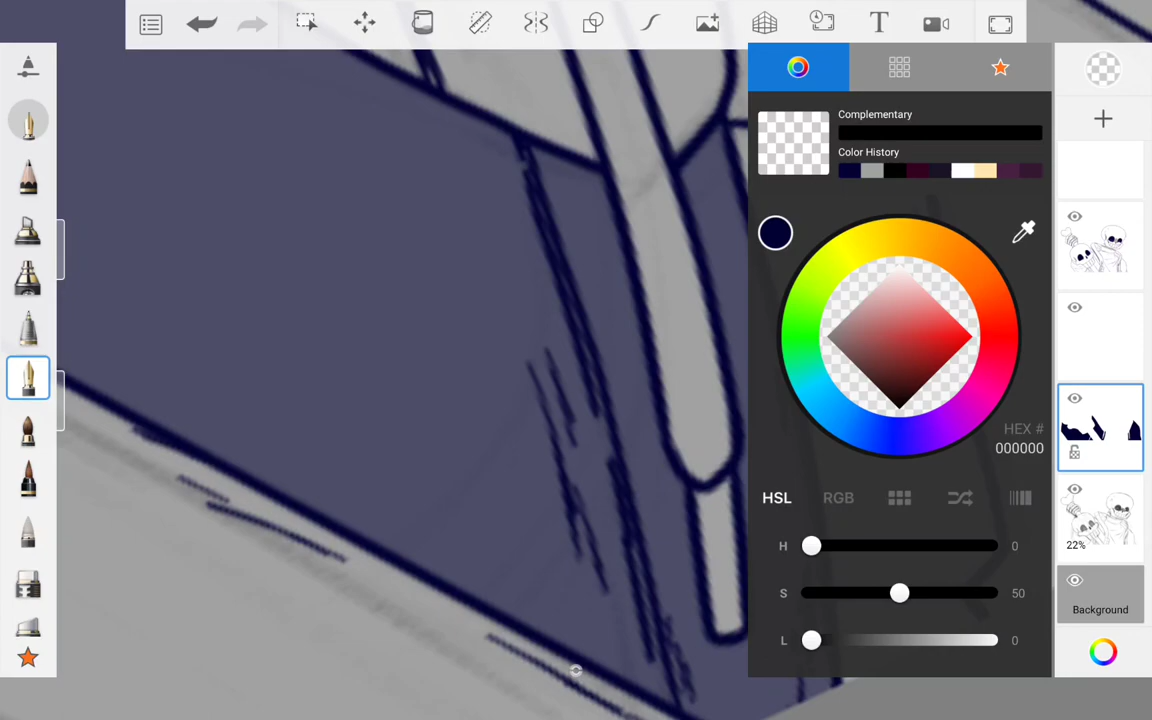 T
Complementary
Color History
HEX #
000000
HSL RGB
H 0
S 50
L 0
22%
Background